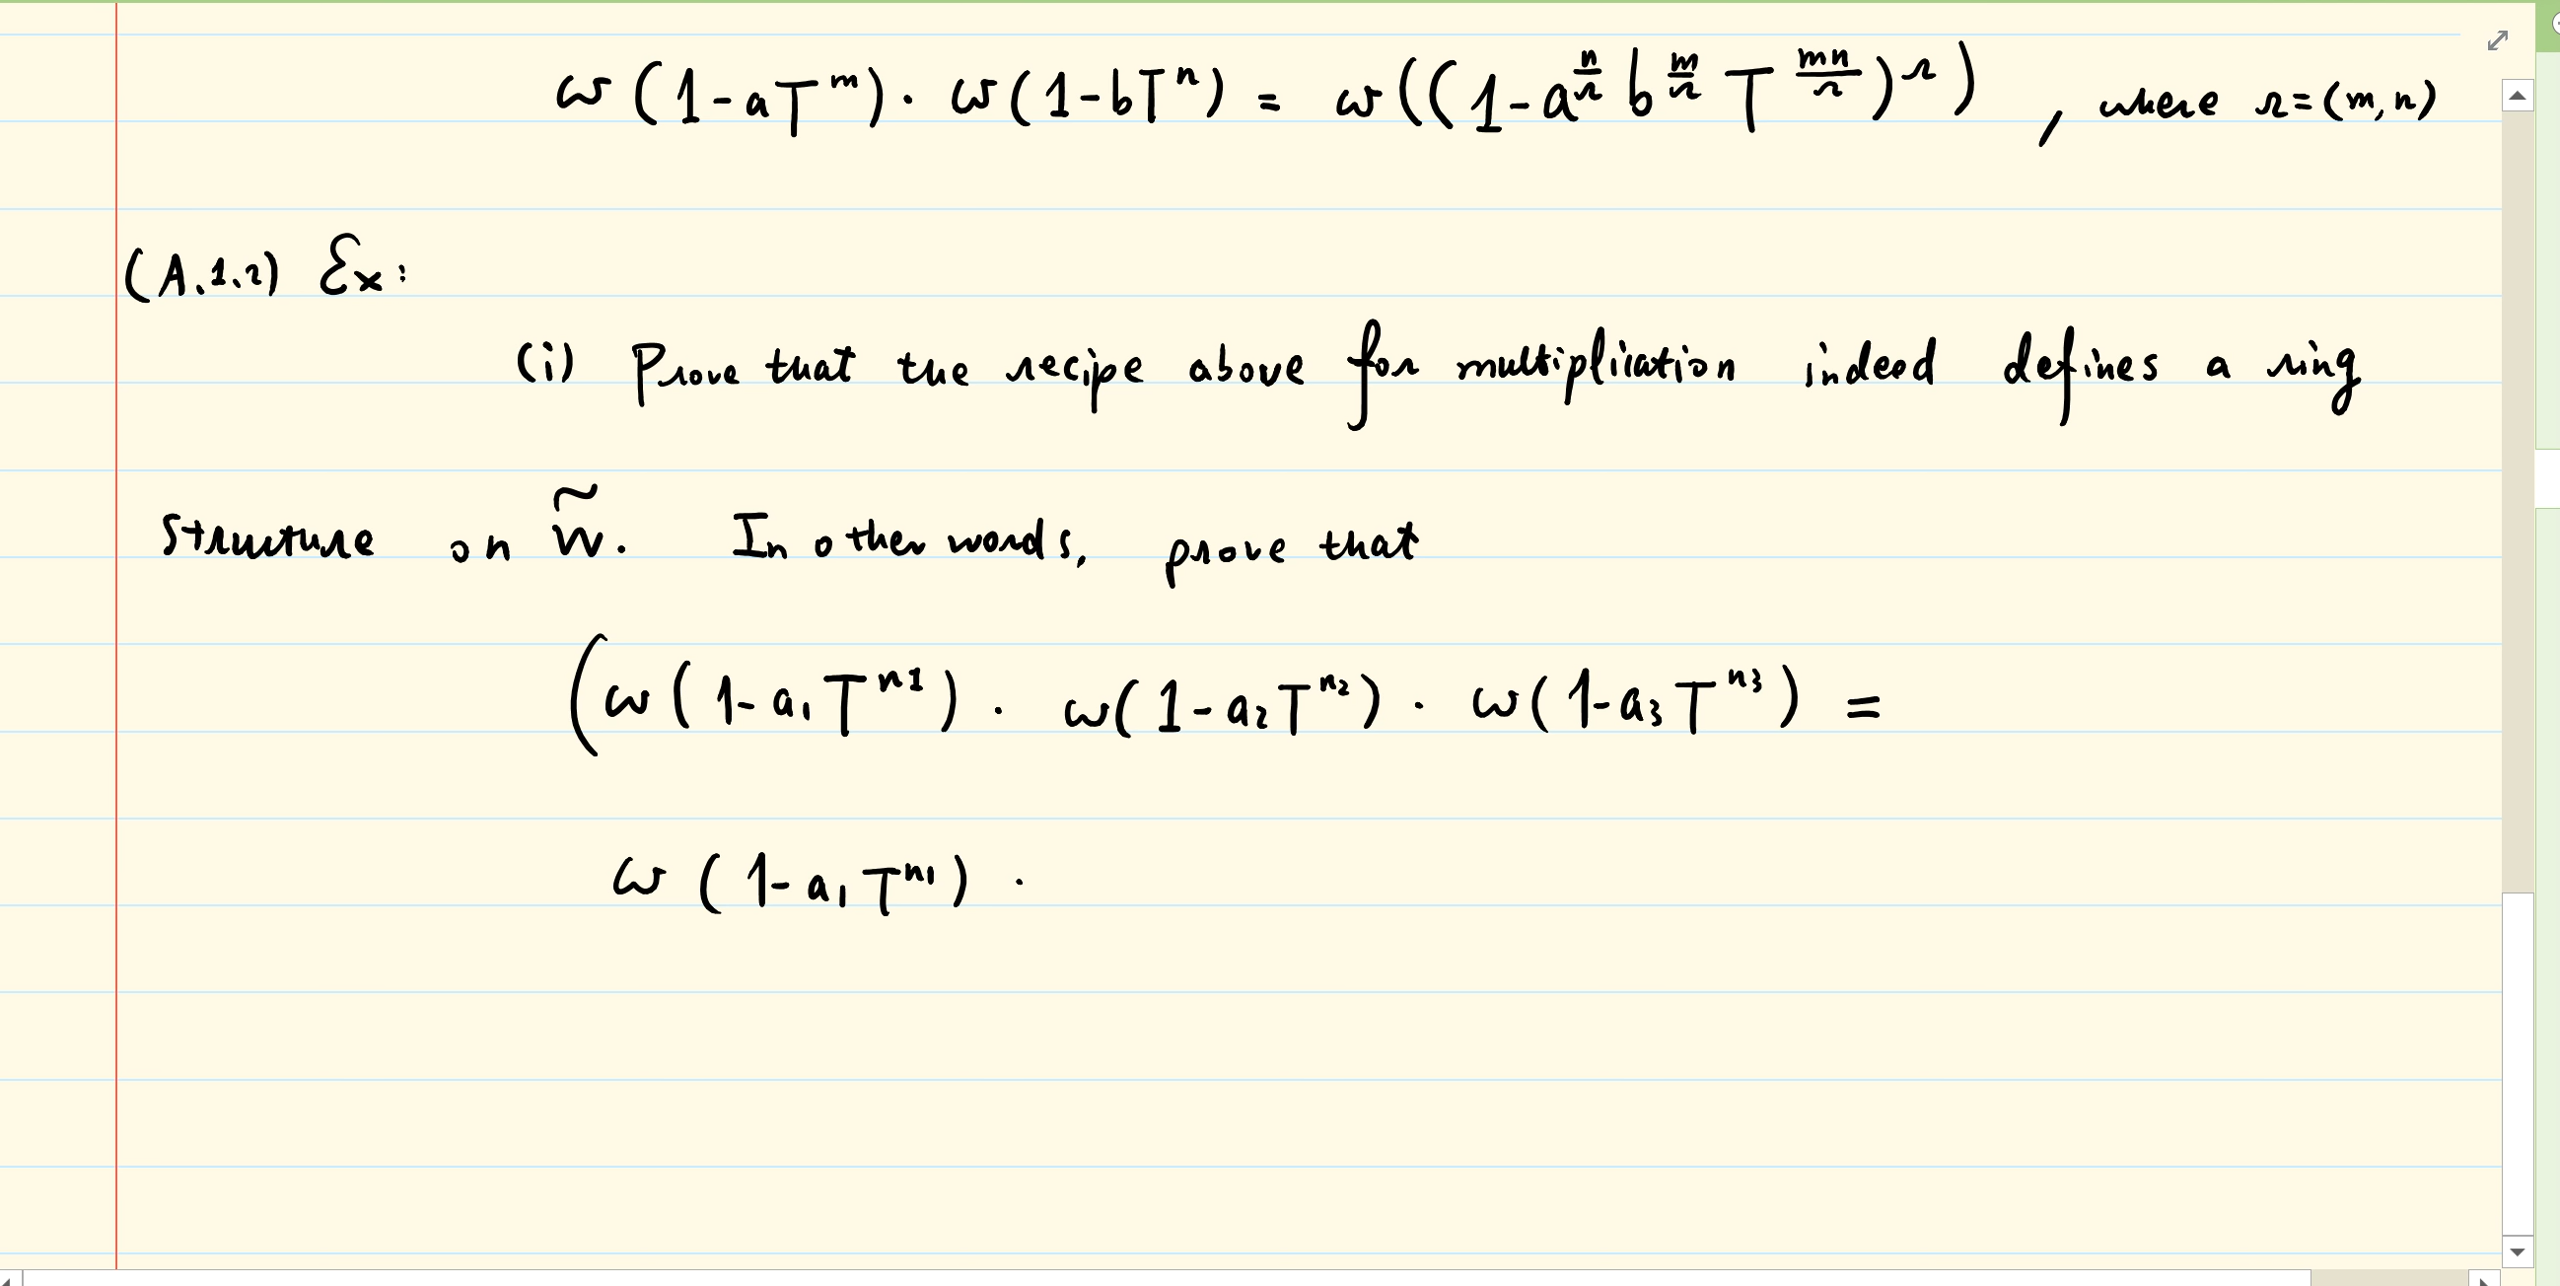 ω(1-aT^m) · ω(1-bT^n) = ω((1-a^{n/r} b^{m/r} T^{mn/r})^r), where r=(m,n)
(A.1.2) Ex:
(i) Prove that the recipe above for multiplication indeed defines a ring
structure on W̃. In other words, prove that
(ω(1-a₁T^{n1}) · ω(1-a₂T^{n₂}) · ω(1-a₃T^{n₃}) =
ω(1-a₁T^{n₁}) ·